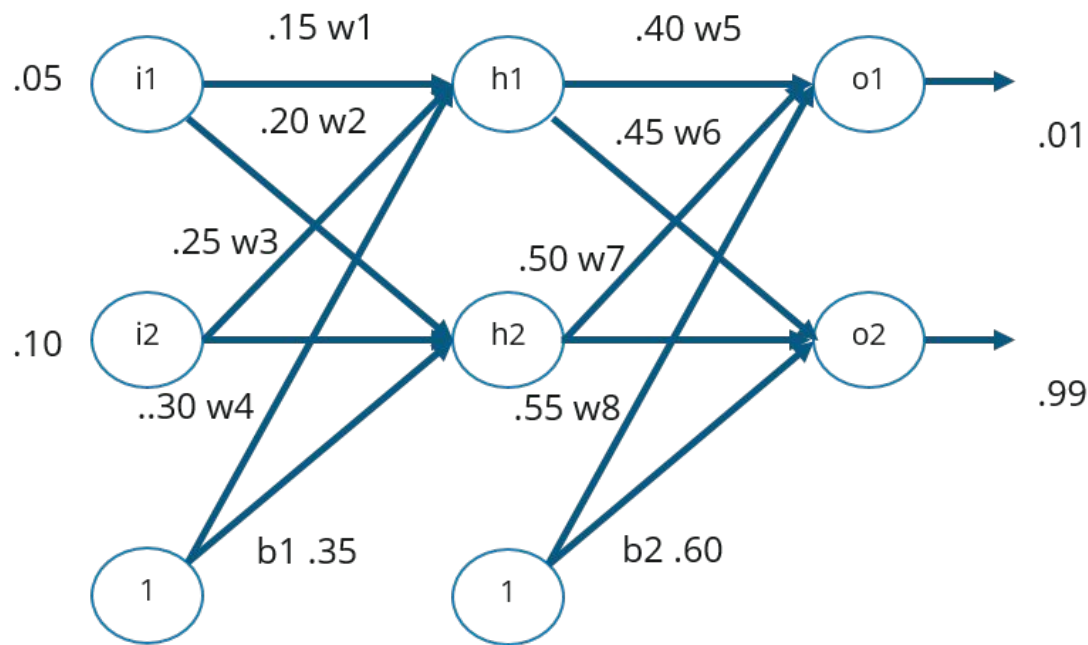 .15 w1
.40 w5
.05
i1
h1
o1
.20 w2
.45 w6
.01
.25 w3
.50 w7
.10
i2
h2
o2
..30 w4
.55 w8
.99
b1 .35
b2 .60
1
1